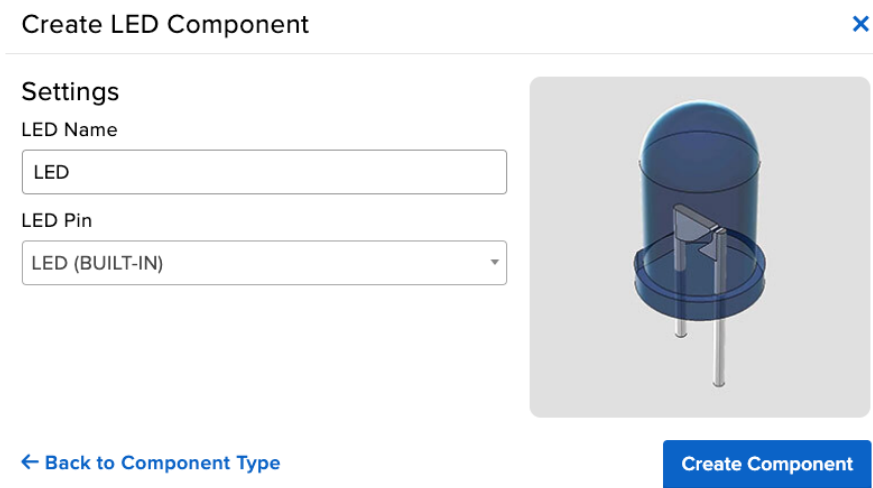 Create LED Component
Settings
LED Name
LED
LED Pin
LED (BUILT-IN)
← Back to Component Type
Create Component